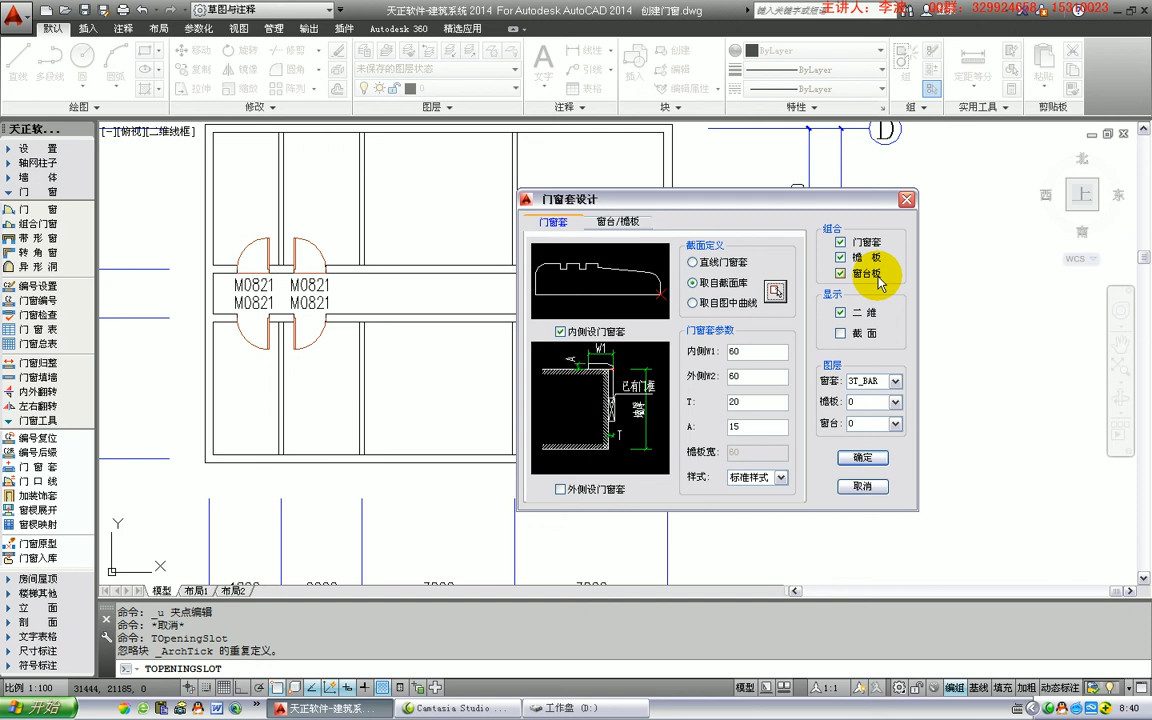 草图与注释
天正软件-建筑系统 2014 For Autodesk AutoCAD 2014 创建门窗.dwg
键入关键字或短语
默认 插入 注释 布局 参数化 视图 管理 输出 插件 Autodesk 360 精选应用
直线 多段线 圆 圆弧
移动 旋转 修剪
复制 镜像 圆角
拉伸 缩放 阵列
未保存的图层状态
0
文字
线性
引线
表格
插入
创建
编辑
编辑属性
ByLayer
ByLayer
ByLayer
组
定距等分
粘贴
绘图 修改 图层 注释 块 特性 组 实用工具 剪贴板
天正软...
设 置
轴网柱子
墙 体
门 窗
门 窗
组合门窗
带 形 窗
转 角 窗
异 形 洞
编号设置
门窗编号
门窗检查
门 窗 表
门窗总表
门窗归整
门窗填墙
内外翻转
左右翻转
门窗工具
编号复位
编号后缀
门 窗 套
门 口 线
加装饰套
窗棂展开
窗棂映射
门窗原型
门窗入库
房间屋顶
楼梯其他
立 面
剖 面
文字表格
尺寸标注
符号标注
[-][俯视][二维线框]
M0821 M0821
M0821 M0821
D
北
西 上 东
南
WCS
Y
X
门窗套设计
门窗套 窗台/檐板
内侧设门窗套
W1
A
已有门框
墙厚
T
外侧设门窗套
截面定义
直线门窗套
取自截面库
取自图中曲线
门窗套参数
内侧W1: 60
外侧W2: 60
T: 20
A: 15
檐板宽: 60
样式: 标准样式
组合
门窗套
檐 板
窗台板
显示
二 维
截 面
图层
窗套: 3T_BAR
檐板: 0
窗台: 0
确定
取消
模型 布局1 布局2
命令: _u 夹点编辑
命令: *取消*
命令: TOpeningSlot
忽略块 _ArchTick 的重复定义。
TOPENINGSLOT
比例 1:100 31444, 21185, 0
模型 1:1 编组 基线 填充 加粗 动态标注
开始 天正软件-建筑系... Camtasia Studio ... 工作盘 (D:) 8:40